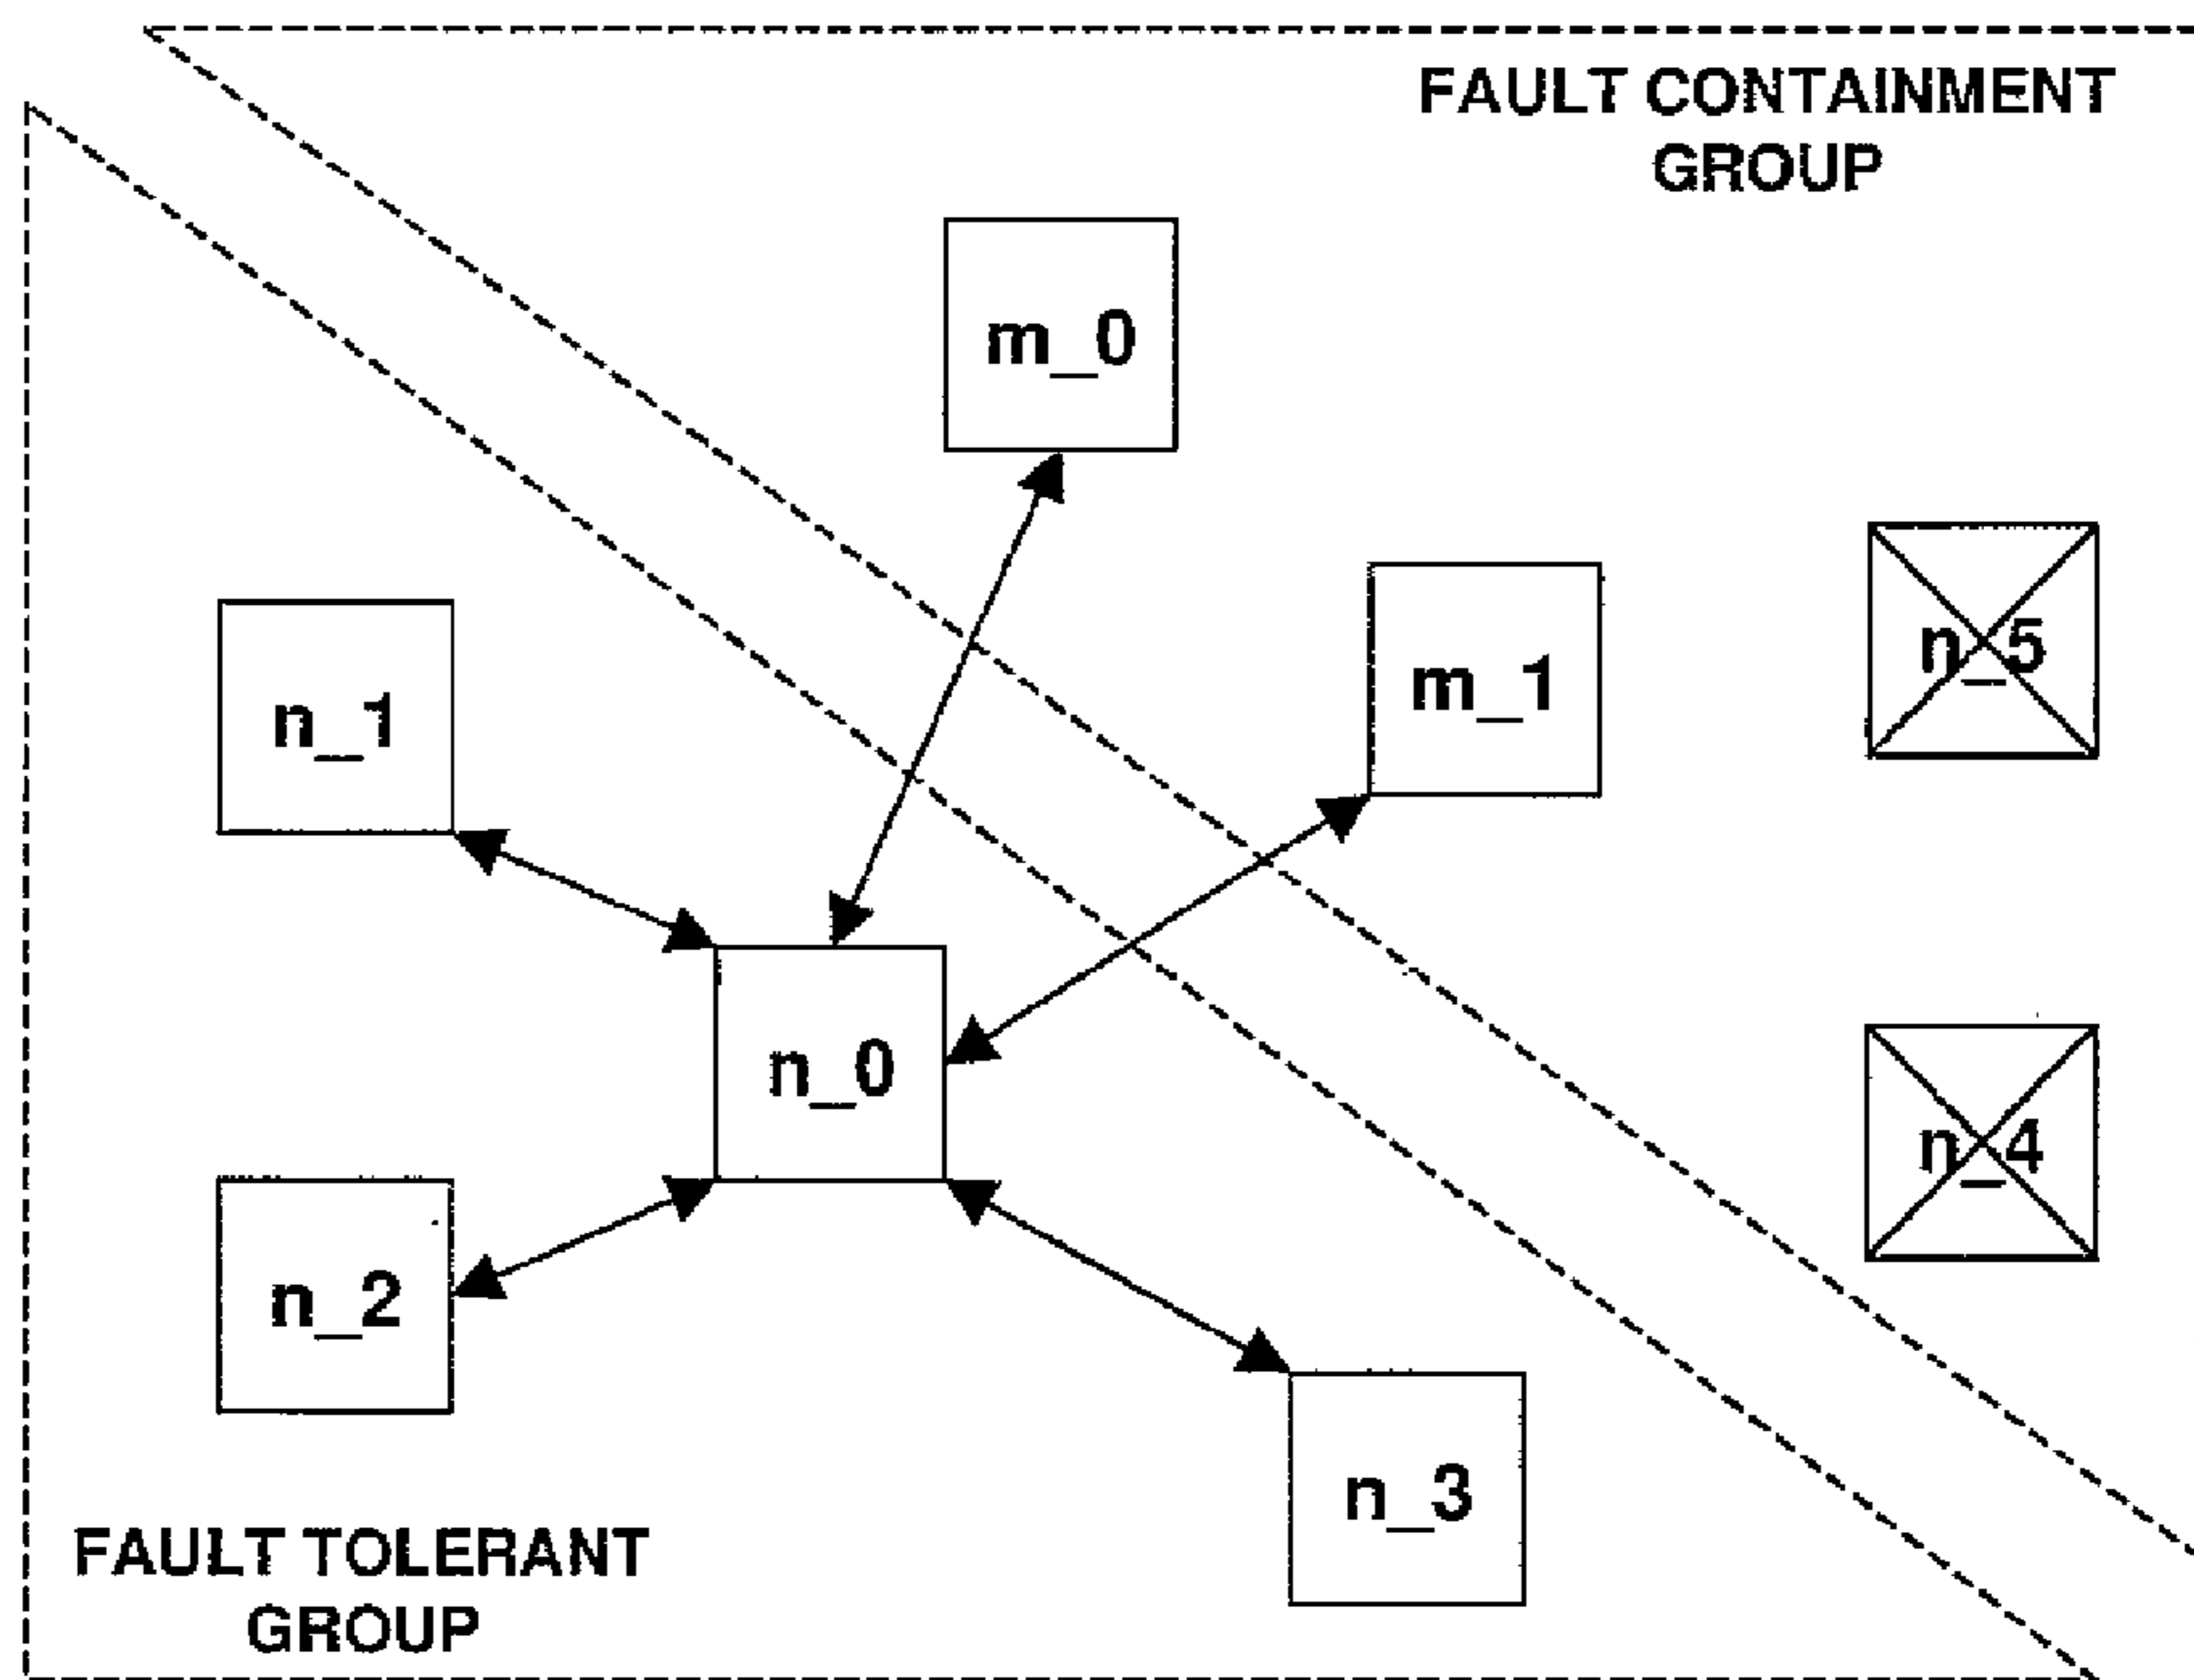 FAULT CONTAINMENT
GROUP
m_0
m_1
n_5
n_1
n_0
n_4
n_2
n_3
FAULT TOLERANT
GROUP